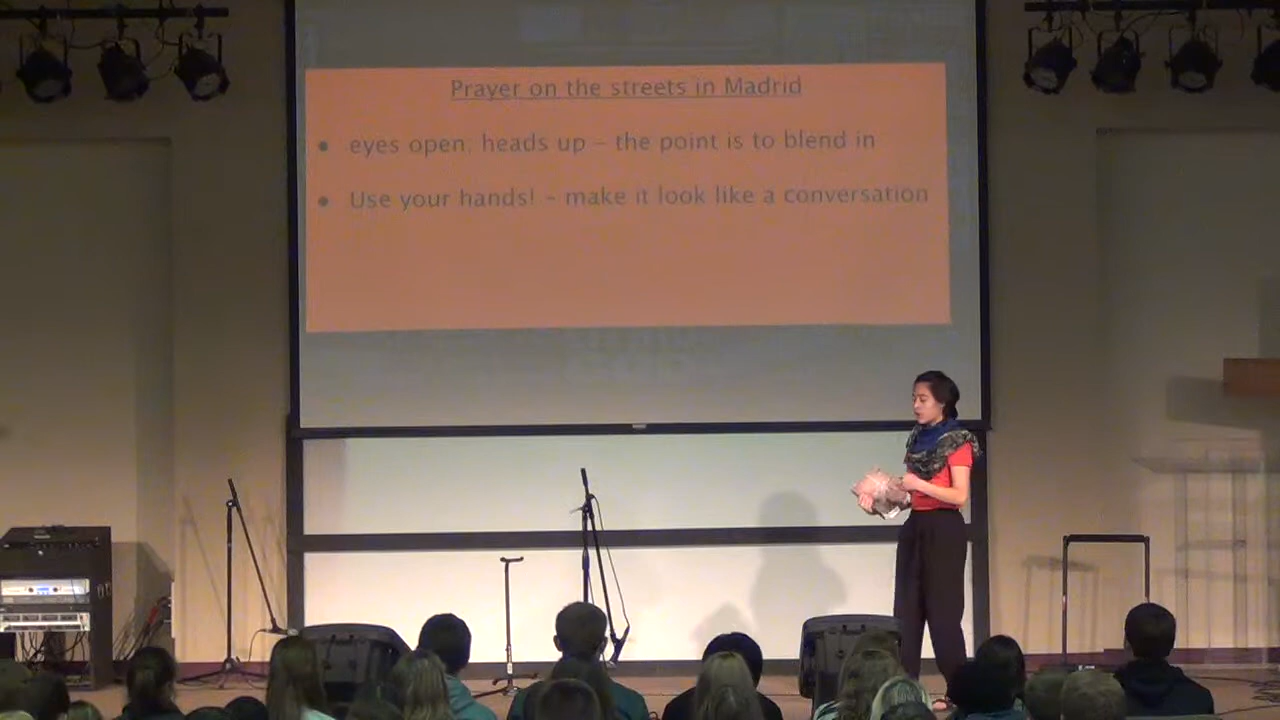 Prayer on the streets in Madrid
• eyes open, heads up – the point is to blend in
• Use your hands! – make it look like a conversation